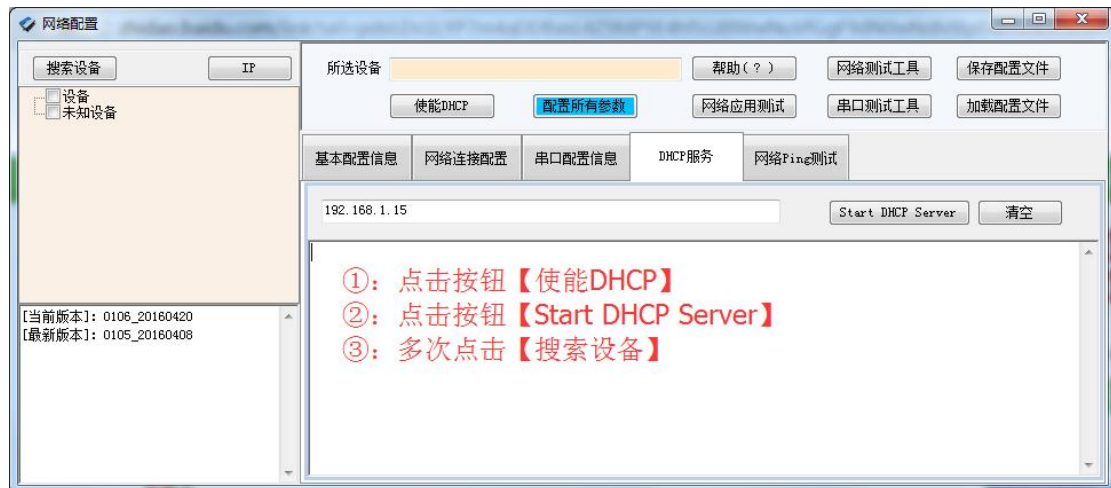 网络配置
搜索设备
IP
设备
未知设备
[当前版本]: 0106_20160420
[最新版本]: 0105_20160408
所选设备
帮助(?)
网络测试工具
保存配置文件
使能DHCP
配置所有参数
网络应用测试
串口测试工具
加载配置文件
基本配置信息
网络连接配置
串口配置信息
DHCP服务
网络Ping测试
192.168.1.15
Start DHCP Server
清空
①：点击按钮【使能DHCP】
②：点击按钮【Start DHCP Server】
③：多次点击【搜索设备】